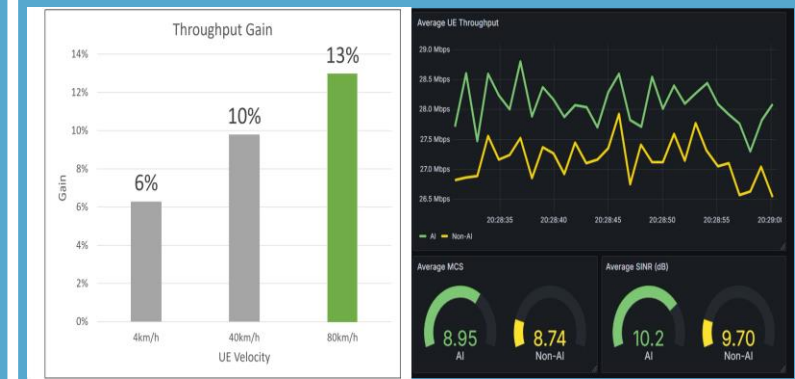 Throughput Gain
14%
12%
10%
8%
6%
4%
2%
0%
Gain
6%
10%
13%
4km/h
40km/h
80km/h
UE Velocity
Average UE Throughput
29.0 Mbps
28.5 Mbps
28.0 Mbps
27.5 Mbps
27.0 Mbps
26.5 Mbps
20:28:35
20:28:40
20:28:45
20:28:50
20:28:55
AI
Non-AI
Average MCS
8.95
AI
8.74
Non-AI
Average SINR (dB)
10.2
AI
9.70
Non-AI